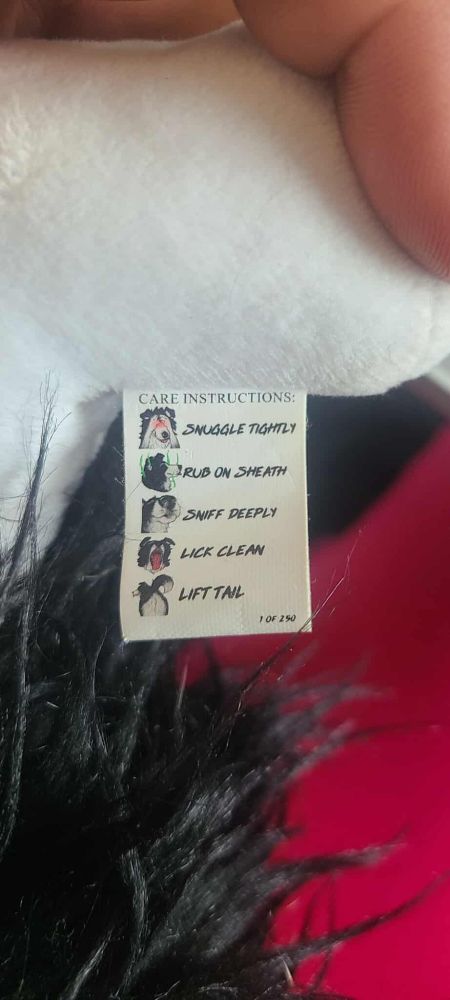 CARE INSTRUCTIONS:
SNUGGLE TIGHTLY
RUB ON SHEATH
SNIFF DEEPLY
LICK CLEAN
LIFT TAIL
1 OF 250